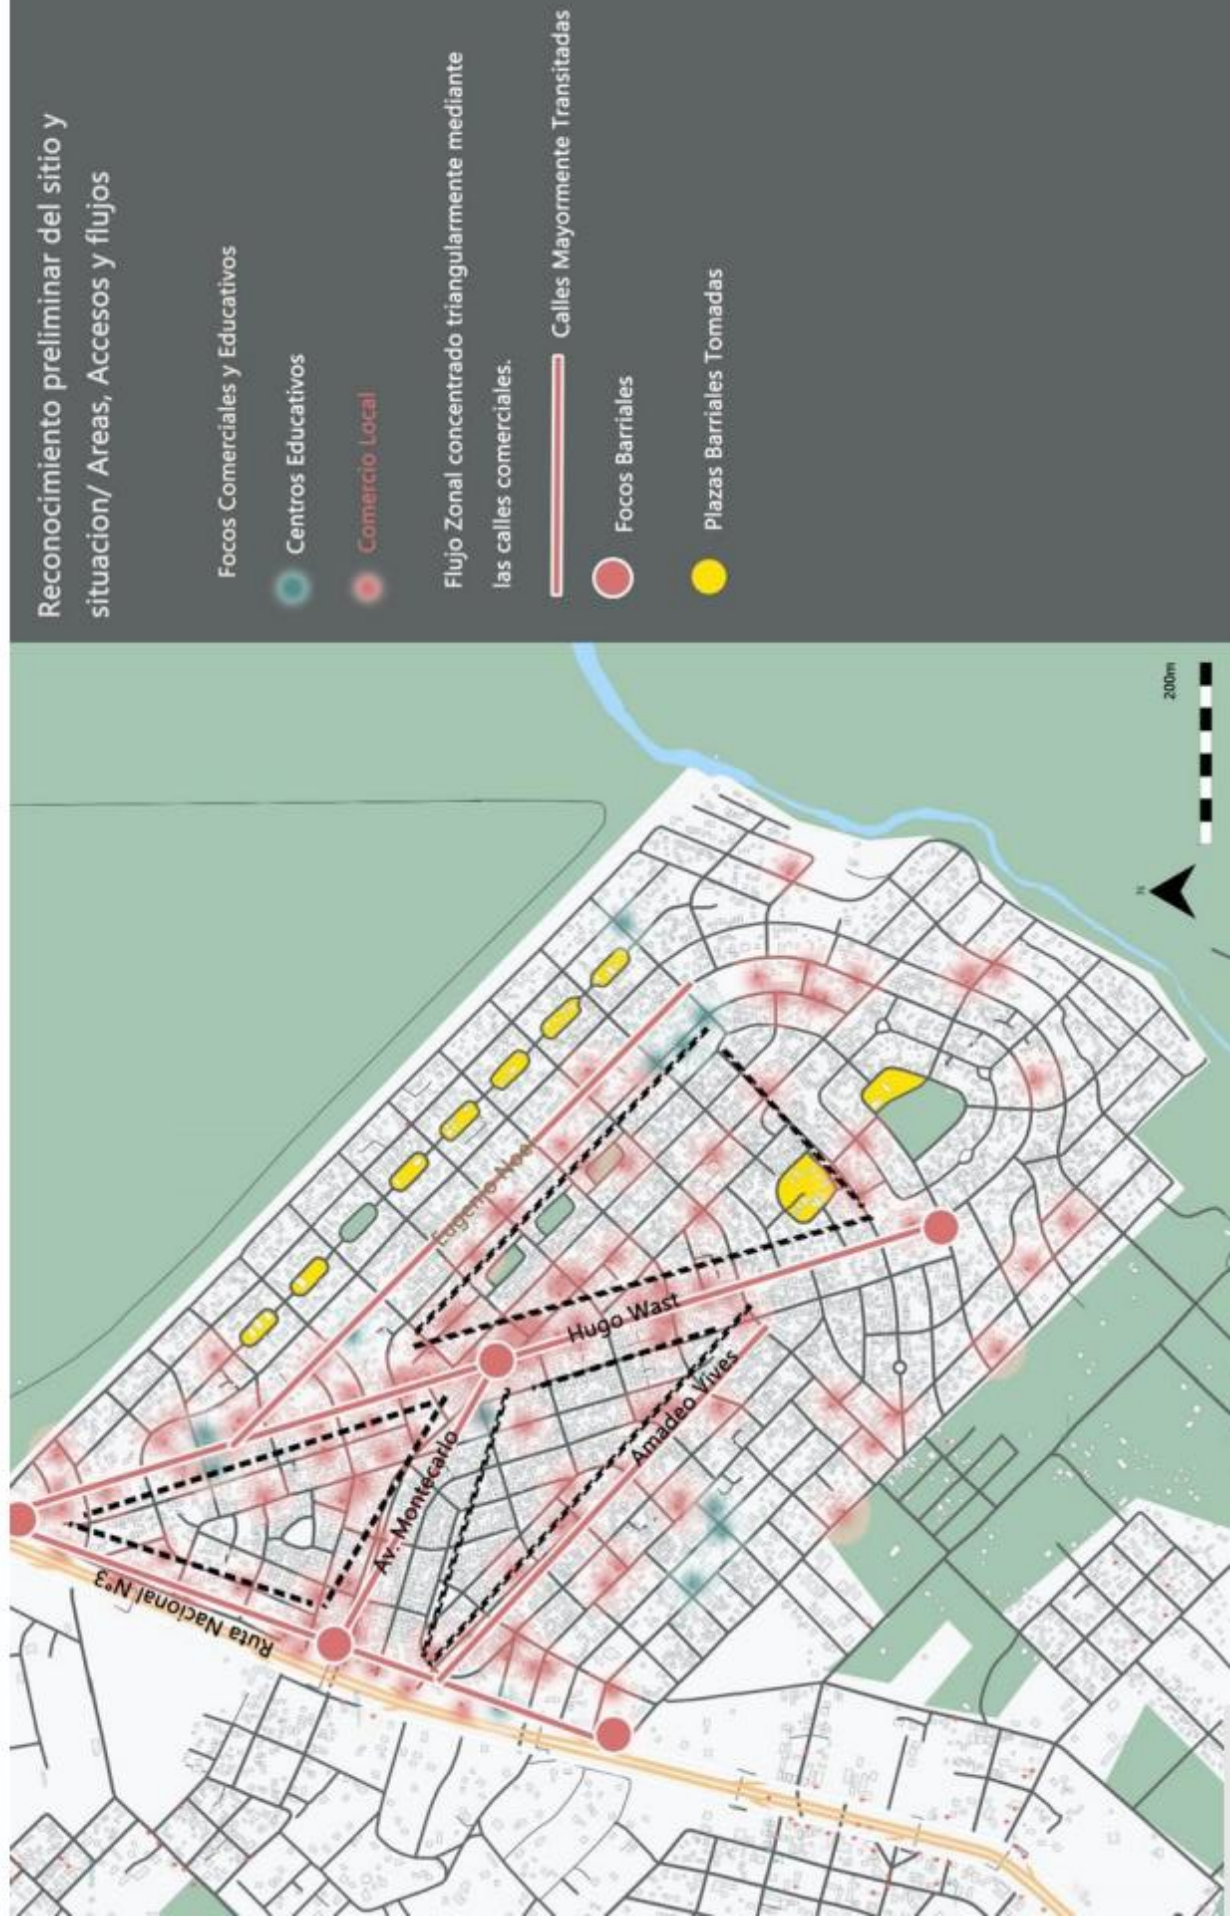 Reconocimiento preliminar del sitio y
situacion/ Areas, Accesos y flujos
Focos Comerciales y Educativos
Centros Educativos
Comercio Local
Flujo Zonal concentrado triangularmente mediante
las calles comerciales.
Calles Mayormente Transitadas
Focos Barriales
Plazas Barriales Tomadas
Ruta Nacional N°3
Av. Montecarlo
Eugenio Noe
Hugo Wast
Amadeo Vives
N
200m